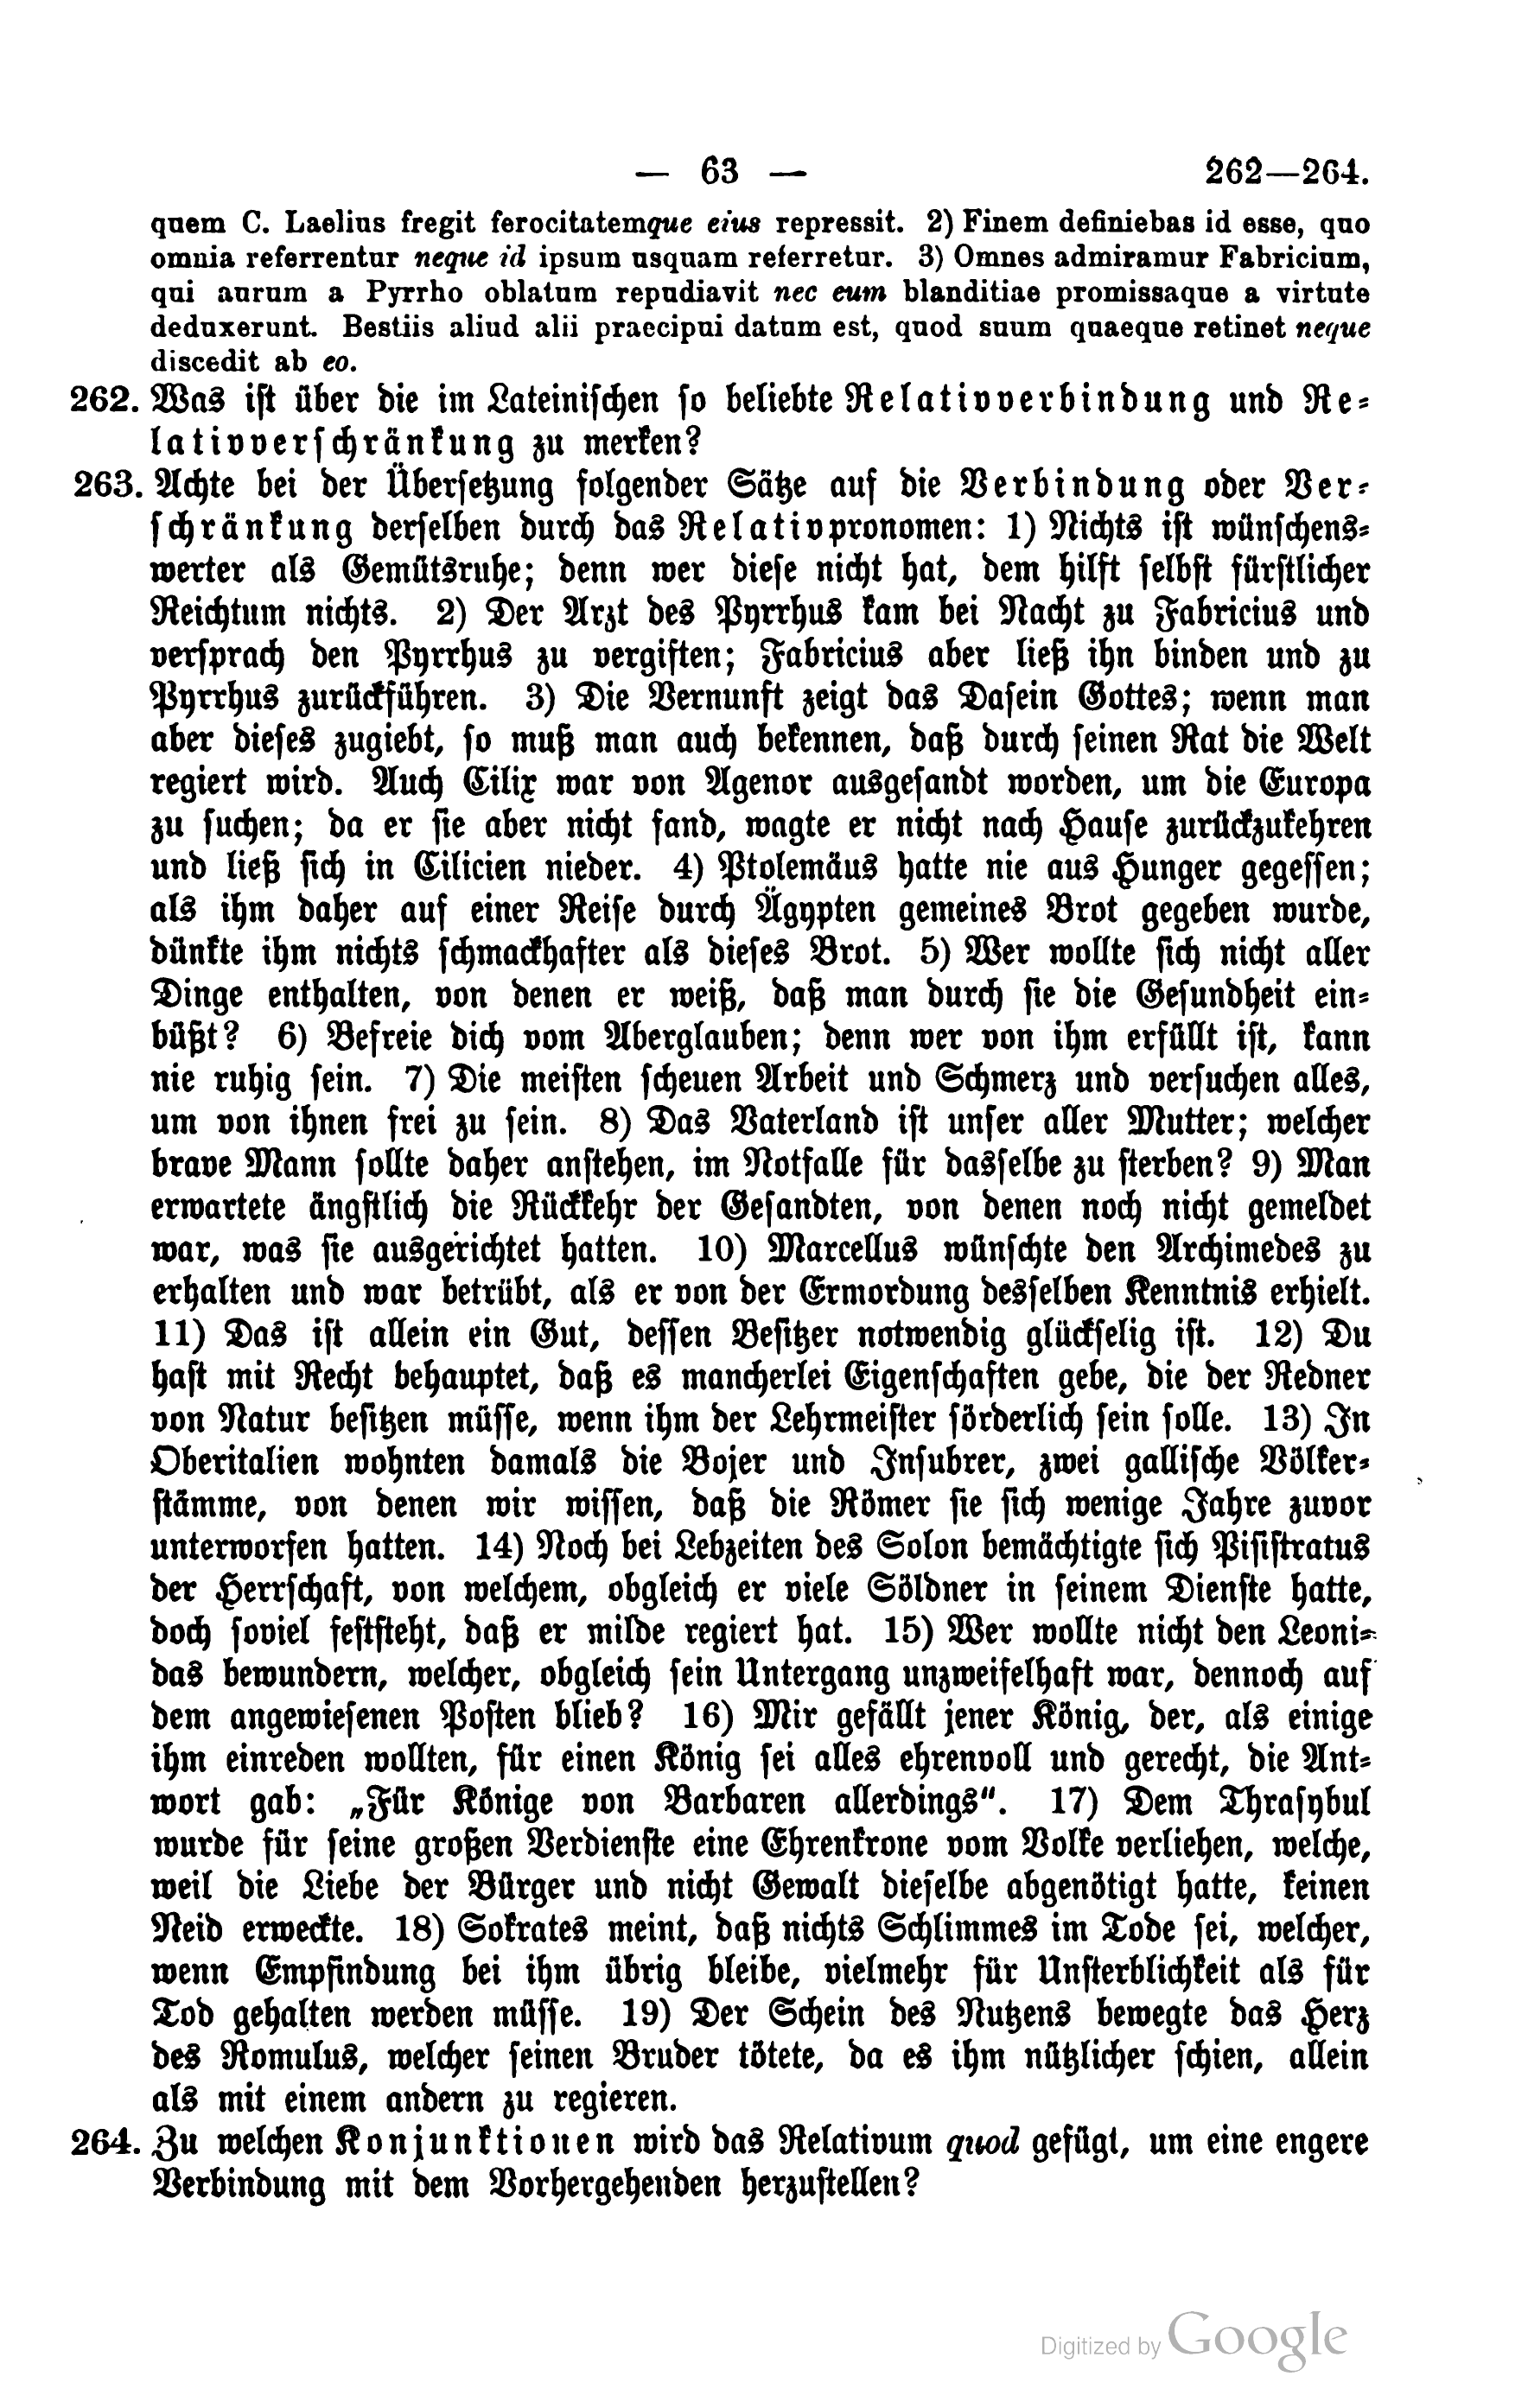 — 63 — 262—264.
quem C. Laelius fregit ferocitatemque eius repressit. 2) Finem definiebas id esse, quo
omnia referrentur neque id ipsum usquam referretur. 3) Omnes admiramur Fabricium,
qui aurum a Pyrrho oblatum repudiavit nec eum blanditiae promissaque a virtute
deduxerunt. Bestiis aliud alii praecipui datum est, quod suum quaeque retinet neque
discedit ab eo.
262. Was ist über die im Lateinischen so beliebte Relativverbindung und Re-
lativverschränkung zu merken?
263. Achte bei der Übersetzung folgender Sätze auf die Verbindung oder Ver-
schränkung derselben durch das Relativpronomen: 1) Nichts ist wünschens-
werter als Gemütsruhe; denn wer diese nicht hat, dem hilft selbst fürstlicher
Reichtum nichts. 2) Der Arzt des Pyrrhus kam bei Nacht zu Fabricius und
versprach den Pyrrhus zu vergiften; Fabricius aber ließ ihn binden und zu
Pyrrhus zurückführen. 3) Die Vernunft zeigt das Dasein Gottes; wenn man
aber dieses zugiebt, so muß man auch bekennen, daß durch seinen Rat die Welt
regiert wird. Auch Cilix war von Agenor ausgesandt worden, um die Europa
zu suchen; da er sie aber nicht fand, wagte er nicht nach Hause zurückzukehren
und ließ sich in Cilicien nieder. 4) Ptolemäus hatte nie aus Hunger gegessen;
als ihm daher auf einer Reise durch Ägypten gemeines Brot gegeben wurde,
dünkte ihm nichts schmackhafter als dieses Brot. 5) Wer wollte sich nicht aller
Dinge enthalten, von denen er weiß, daß man durch sie die Gesundheit ein-
büßt? 6) Befreie dich vom Aberglauben; denn wer von ihm erfüllt ist, kann
nie ruhig sein. 7) Die meisten scheuen Arbeit und Schmerz und versuchen alles,
um von ihnen frei zu sein. 8) Das Vaterland ist unser aller Mutter; welcher
brave Mann sollte daher anstehen, im Notfalle für dasselbe zu sterben? 9) Man
erwartete ängstlich die Rückkehr der Gesandten, von denen noch nicht gemeldet
war, was sie ausgerichtet hatten. 10) Marcellus wünschte den Archimedes zu
erhalten und war betrübt, als er von der Ermordung desselben Kenntnis erhielt.
11) Das ist allein ein Gut, dessen Besitzer notwendig glückselig ist. 12) Du
hast mit Recht behauptet, daß es mancherlei Eigenschaften gebe, die der Redner
von Natur besitzen müsse, wenn ihm der Lehrmeister förderlich sein solle. 13) In
Oberitalien wohnten damals die Bojer und Insubrer, zwei gallische Völker-
stämme, von denen wir wissen, daß die Römer sie sich wenige Jahre zuvor
unterworfen hatten. 14) Noch bei Lebzeiten des Solon bemächtigte sich Pisistratus
der Herrschaft, von welchem, obgleich er viele Söldner in seinem Dienste hatte,
doch soviel feststeht, daß er milde regiert hat. 15) Wer wollte nicht den Leoni-
das bewundern, welcher, obgleich sein Untergang unzweifelhaft war, dennoch auf
dem angewiesenen Posten blieb? 16) Mir gefällt jener König, der, als einige
ihm einreden wollten, für einen König sei alles ehrenvoll und gerecht, die Ant-
wort gab: „Für Könige von Barbaren allerdings“. 17) Dem Thrasybul
wurde für seine großen Verdienste eine Ehrenkrone vom Volke verliehen, welche,
weil die Liebe der Bürger und nicht Gewalt dieselbe abgenötigt hatte, keinen
Neid erweckte. 18) Sokrates meint, daß nichts Schlimmes im Tode sei, welcher,
wenn Empfindung bei ihm übrig bleibe, vielmehr für Unsterblichkeit als für
Tod gehalten werden müsse. 19) Der Schein des Nutzens bewegte das Herz
des Romulus, welcher seinen Bruder tötete, da es ihm nützlicher schien, allein
als mit einem andern zu regieren.
264. Zu welchen Konjunktionen wird das Relativum quod gefügt, um eine engere
Verbindung mit dem Vorhergehenden herzustellen?
Digitized by Google